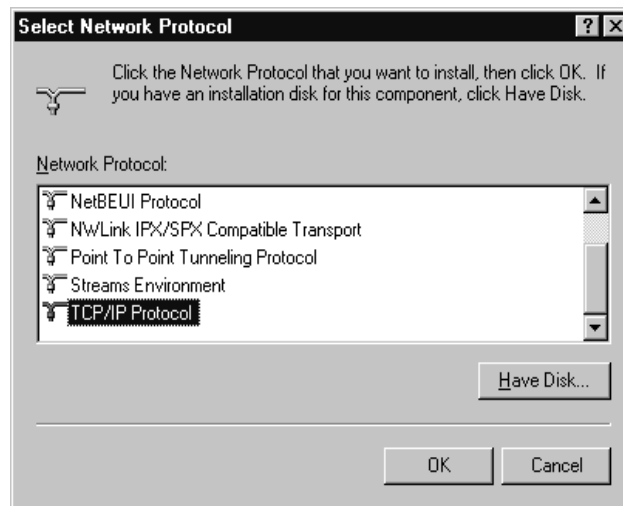 Select Network Protocol
Click the Network Protocol that you want to install, then click OK. If
you have an installation disk for this component, click Have Disk.
Network Protocol:
NetBEUI Protocol
NWLink IPX/SPX Compatible Transport
Point To Point Tunneling Protocol
Streams Environment
TCP/IP Protocol
Have Disk...
OK
Cancel